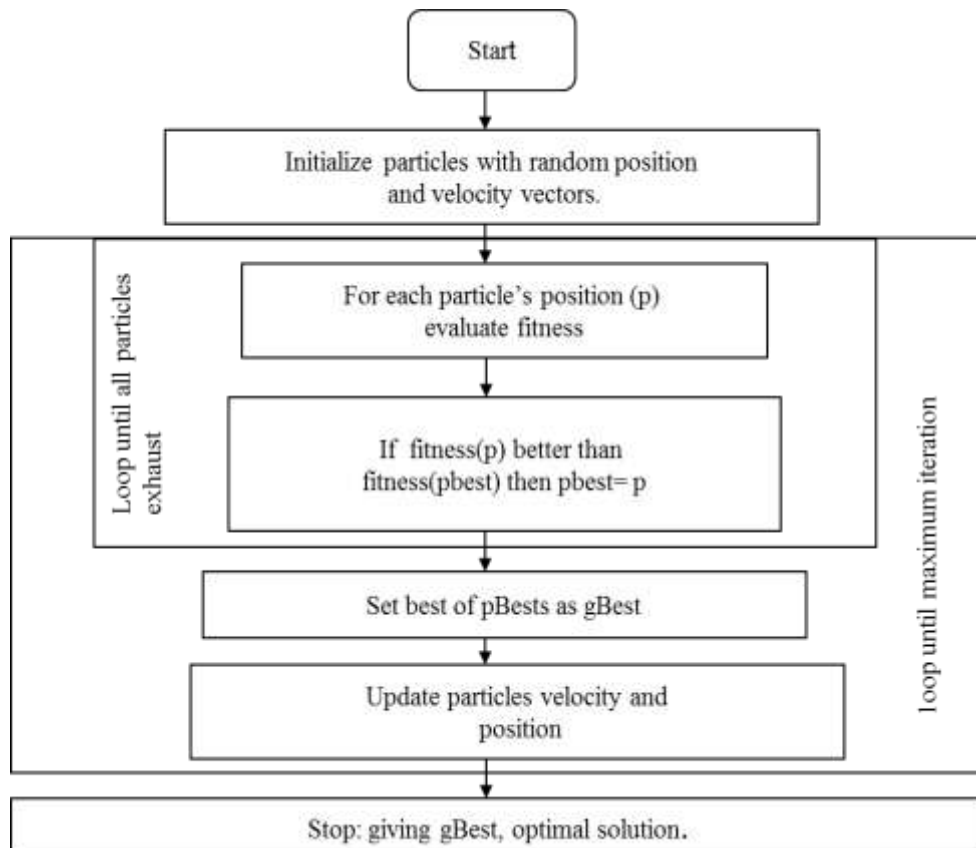 Start
Initialize particles with random position
and velocity vectors.
Loop until all particles
exhaust
For each particle's position (p)
evaluate fitness
If fitness(p) better than
fitness(pbest) then pbest= p
loop until maximum iteration
Set best of pBests as gBest
Update particles velocity and
position
Stop: giving gBest, optimal solution.